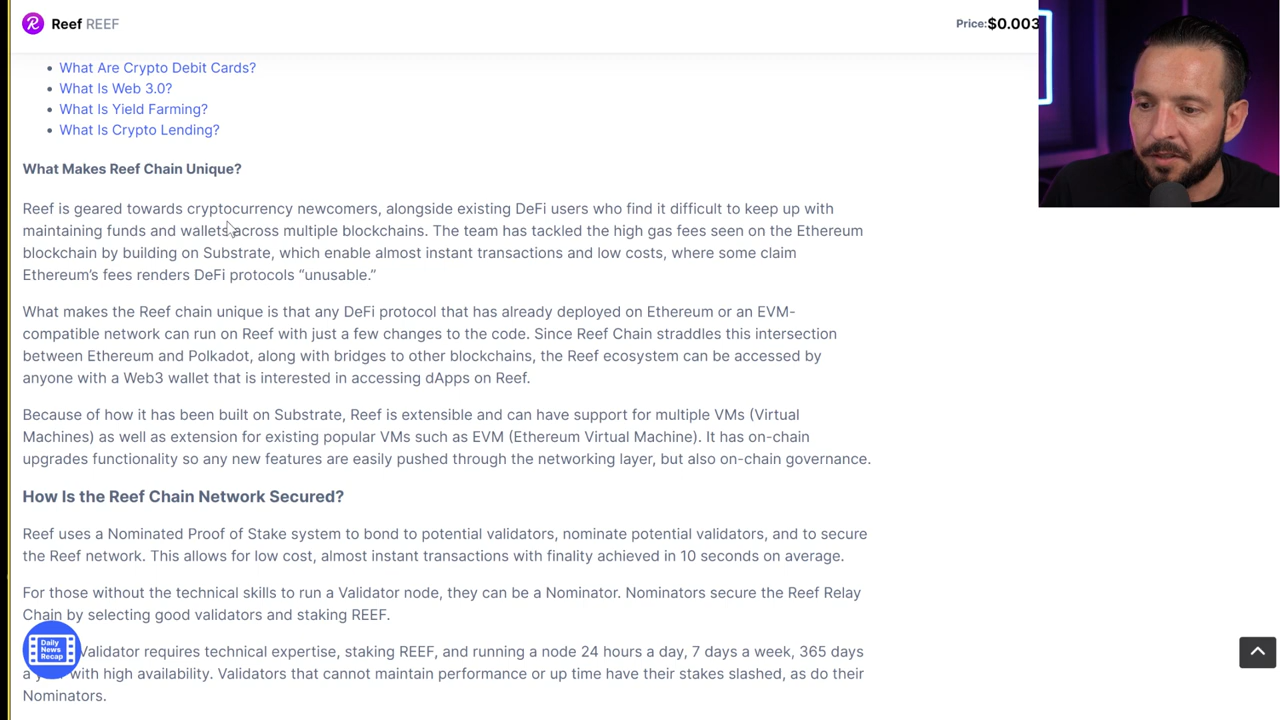 Reef REEF
Price:$0.003
What Are Crypto Debit Cards?
What Is Web 3.0?
What Is Yield Farming?
What Is Crypto Lending?
What Makes Reef Chain Unique?
Reef is geared towards cryptocurrency newcomers, alongside existing DeFi users who find it difficult to keep up with
maintaining funds and wallets across multiple blockchains. The team has tackled the high gas fees seen on the Ethereum
blockchain by building on Substrate, which enable almost instant transactions and low costs, where some claim
Ethereum’s fees renders DeFi protocols “unusable.”
What makes the Reef chain unique is that any DeFi protocol that has already deployed on Ethereum or an EVM-
compatible network can run on Reef with just a few changes to the code. Since Reef Chain straddles this intersection
between Ethereum and Polkadot, along with bridges to other blockchains, the Reef ecosystem can be accessed by
anyone with a Web3 wallet that is interested in accessing dApps on Reef.
Because of how it has been built on Substrate, Reef is extensible and can have support for multiple VMs (Virtual
Machines) as well as extension for existing popular VMs such as EVM (Ethereum Virtual Machine). It has on-chain
upgrades functionality so any new features are easily pushed through the networking layer, but also on-chain governance.
How Is the Reef Chain Network Secured?
Reef uses a Nominated Proof of Stake system to bond to potential validators, nominate potential validators, and to secure
the Reef network. This allows for low cost, almost instant transactions with finality achieved in 10 seconds on average.
For those without the technical skills to run a Validator node, they can be a Nominator. Nominators secure the Reef Relay
Chain by selecting good validators and staking REEF.
Daily
News
Recap
Validator requires technical expertise, staking REEF, and running a node 24 hours a day, 7 days a week, 365 days
a with high availability. Validators that cannot maintain performance or up time have their stakes slashed, as do their
Nominators.